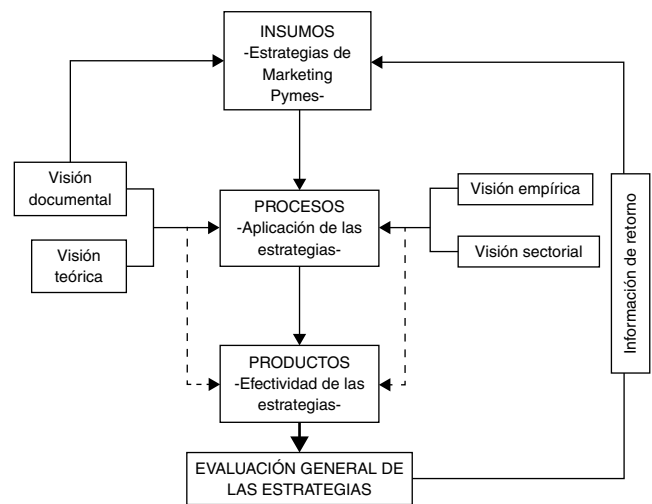 INSUMOS
-Estrategias de
Marketing
Pymes-
Visión
documental
Visión
teórica
PROCESOS
-Aplicación de las
estrategias-
Visión empírica
Visión sectorial
Información de retorno
PRODUCTOS
-Efectividad de las
estrategias-
EVALUACIÓN GENERAL DE
LAS ESTRATEGIAS